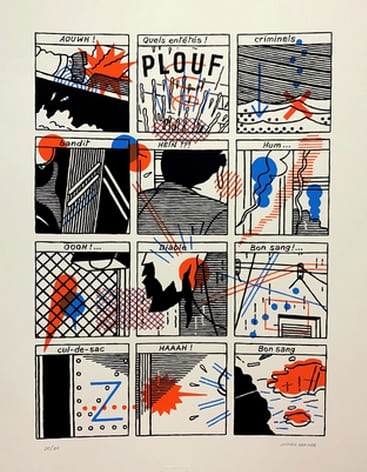 AOUWH !
Quels entêtés !
PLOUF
criminels
bandit
HEIN ?!!
Hum...
OOOH !...
Diable
Bon sang!...
cul-de-sac
Z
HAAAH !
Bon sang